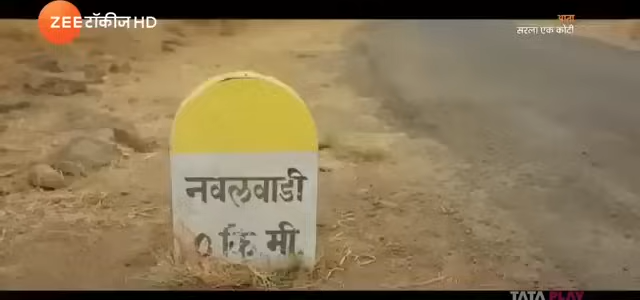 ZEE टॉकीज HD
यात्रा
सरला एक कोटी
नवलवाडी
0 कि मी
TATA PLAY